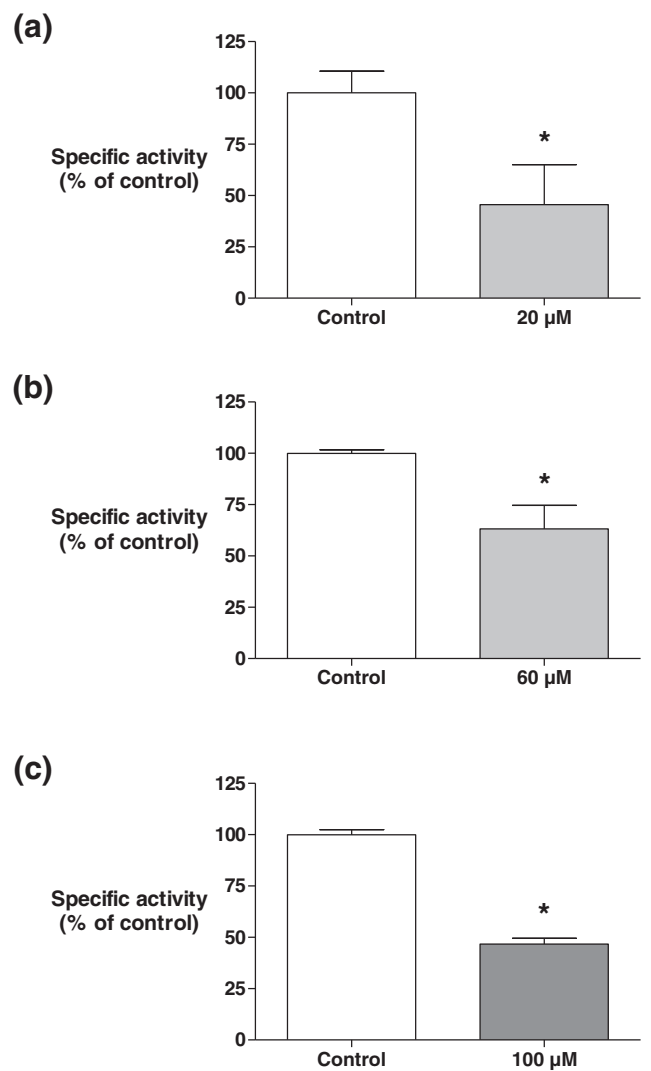 (a)
125
100
75
50
25
0
Specific activity
(% of control)
*
Control 20 µM
(b)
125
100
75
50
25
0
Specific activity
(% of control)
*
Control 60 µM
(c)
125
100
75
50
25
0
Specific activity
(% of control)
*
Control 100 µM